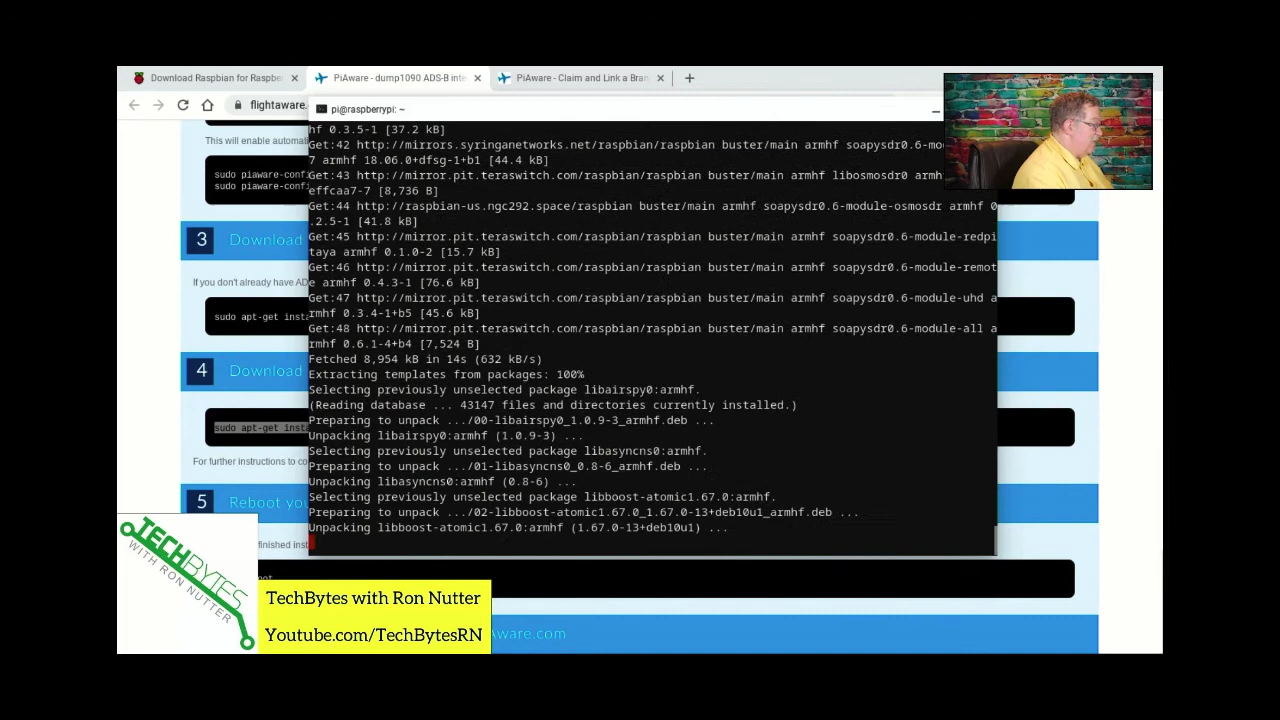 Download Raspbian for Raspbe
PiAware - dump1090 ADS-B inte
PiAware - Claim and Link a Bran
flightaware.
pi@raspberrypi: ~
This will enable automati
sudo piaware-confi
sudo piaware-confi
3 Download
If you don't already have AD
sudo apt-get insta
4 Download
sudo apt-get insta
For further instructions to co
5 Reboot you
finished inst
oot
Aware.com
hf 0.3.5-1 [37.2 kB]
Get:42 http://mirrors.syringanetworks.net/raspbian/raspbian buster/main armhf soapysdr0.6-mo
7 armhf 18.06.0+dfsg-1+b1 [44.4 kB]
Get:43 http://mirror.pit.teraswitch.com/raspbian/raspbian buster/main armhf libosmosdr0 armh
effcaa7-7 [8,736 B]
Get:44 http://raspbian-us.ngc292.space/raspbian buster/main armhf soapysdr0.6-module-osmosdr armhf 0
.2.5-1 [41.8 kB]
Get:45 http://mirror.pit.teraswitch.com/raspbian/raspbian buster/main armhf soapysdr0.6-module-redpi
taya armhf 0.1.0-2 [15.7 kB]
Get:46 http://mirror.pit.teraswitch.com/raspbian/raspbian buster/main armhf soapysdr0.6-module-remot
e armhf 0.4.3-1 [76.6 kB]
Get:47 http://mirror.pit.teraswitch.com/raspbian/raspbian buster/main armhf soapysdr0.6-module-uhd a
rmhf 0.3.4-1+b5 [45.6 kB]
Get:48 http://mirror.pit.teraswitch.com/raspbian/raspbian buster/main armhf soapysdr0.6-module-all a
rmhf 0.6.1-4+b4 [7,524 B]
Fetched 8,954 kB in 14s (632 kB/s)
Extracting templates from packages: 100%
Selecting previously unselected package libairspy0:armhf.
(Reading database ... 43147 files and directories currently installed.)
Preparing to unpack .../00-libairspy0_1.0.9-3_armhf.deb ...
Unpacking libairspy0:armhf (1.0.9-3) ...
Selecting previously unselected package libasyncns0:armhf.
Preparing to unpack .../01-libasyncns0_0.8-6_armhf.deb ...
Unpacking libasyncns0:armhf (0.8-6) ...
Selecting previously unselected package libboost-atomic1.67.0:armhf.
Preparing to unpack .../02-libboost-atomic1.67.0_1.67.0-13+deb10u1_armhf.deb ...
Unpacking libboost-atomic1.67.0:armhf (1.67.0-13+deb10u1) ...
TECHBYTES
WITH RON NUTTER
TechBytes with Ron Nutter
Youtube.com/TechBytesRN